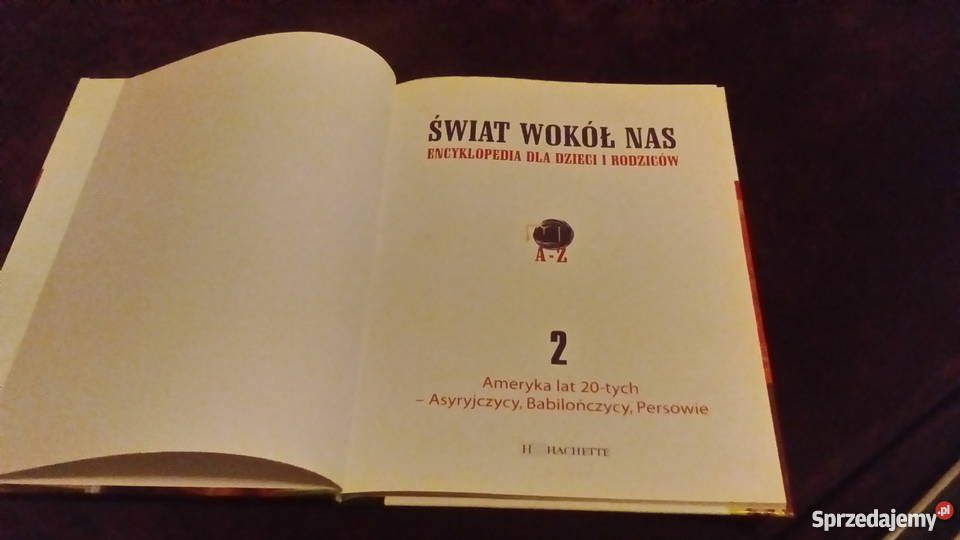 ŚWIAT WOKÓŁ NAS
ENCYKLOPEDIA DLA DZIECI I RODZICÓW
A-Z
2
Ameryka lat 20-tych
– Asyryjczycy, Babilończycy, Persowie
H HACHETTE
Sprzedajemy.pl